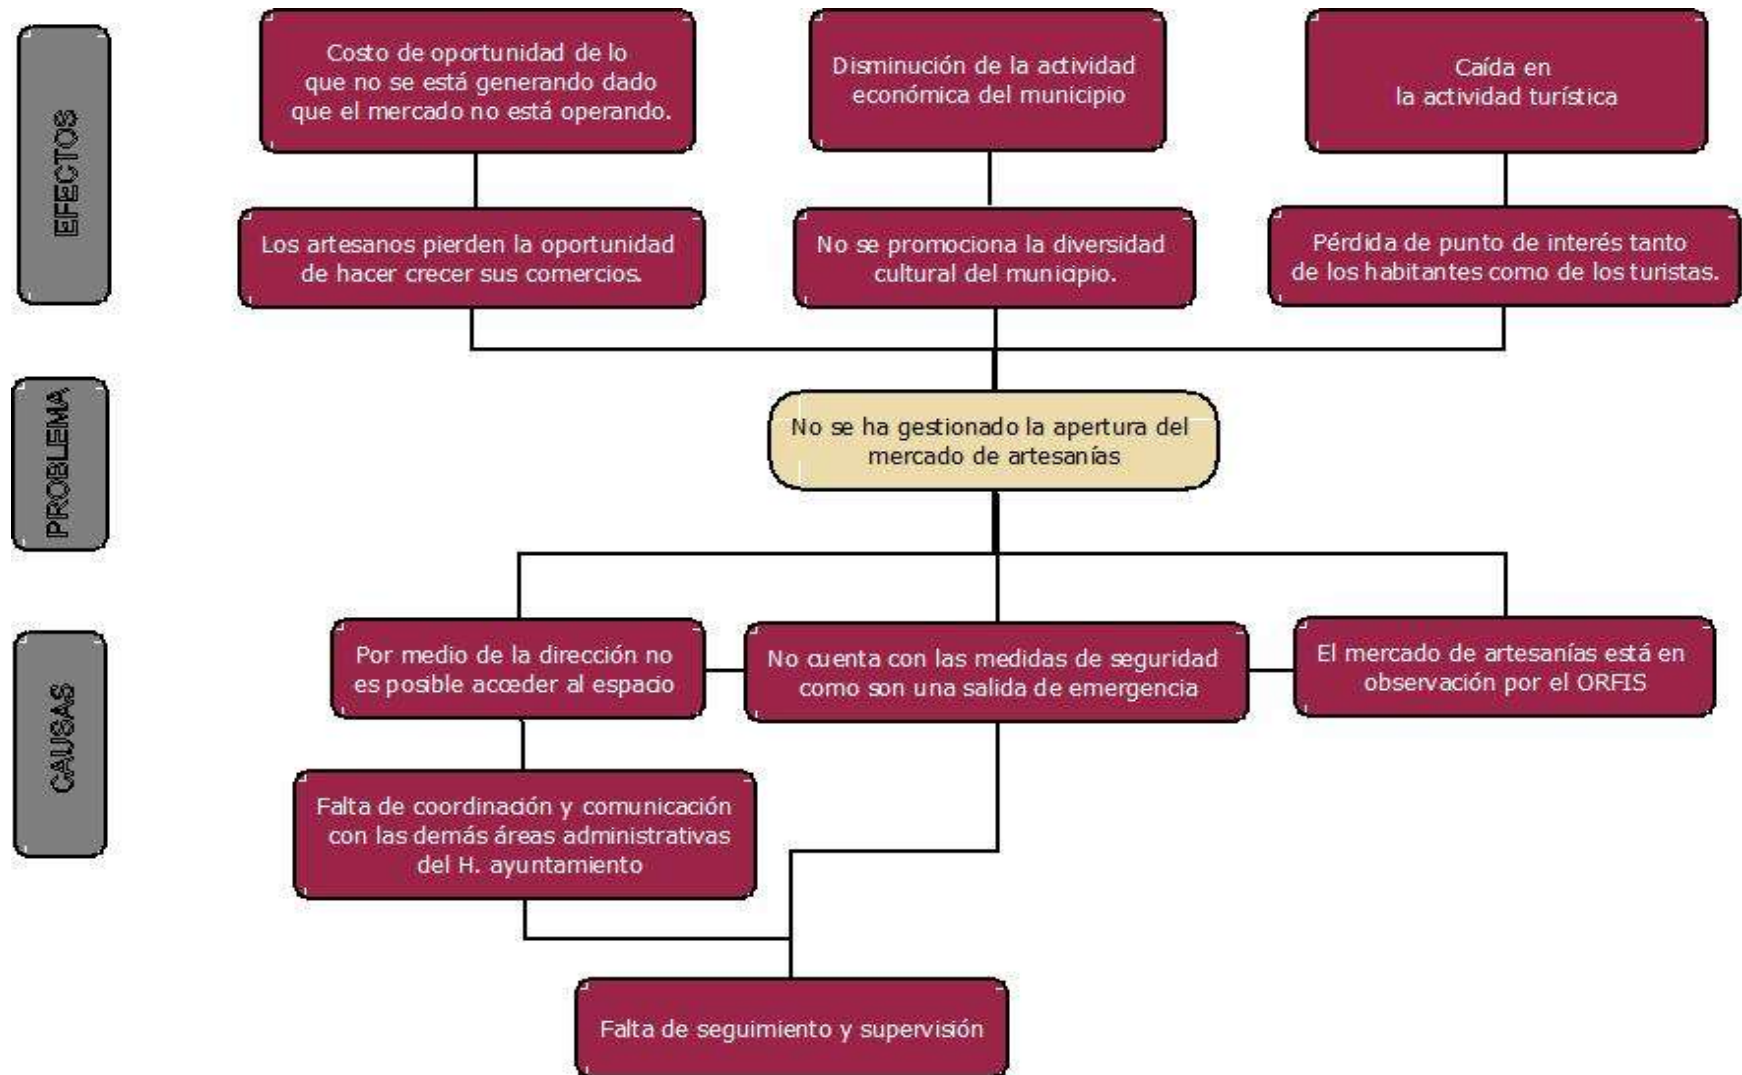 EFECTOS
Costo de oportunidad de lo
que no se está generando dado
que el mercado no está operando.
Disminución de la actividad
económica del municipio
Caída en
la actividad turística
Los artesanos pierden la oportunidad
de hacer crecer sus comercios.
No se promociona la diversidad
cultural del municipio.
Pérdida de punto de interés tanto
de los habitantes como de los turistas.
PROBLEMA
No se ha gestionado la apertura del
mercado de artesanías
CAUSAS
Por medio de la dirección no
es posible acceder al espacio
No cuenta con las medidas de seguridad
como son una salida de emergencia
El mercado de artesanías está en
observación por el ORFIS
Falta de coordinación y comunicación
con las demás áreas administrativas
del H. ayuntamiento
Falta de seguimiento y supervisión